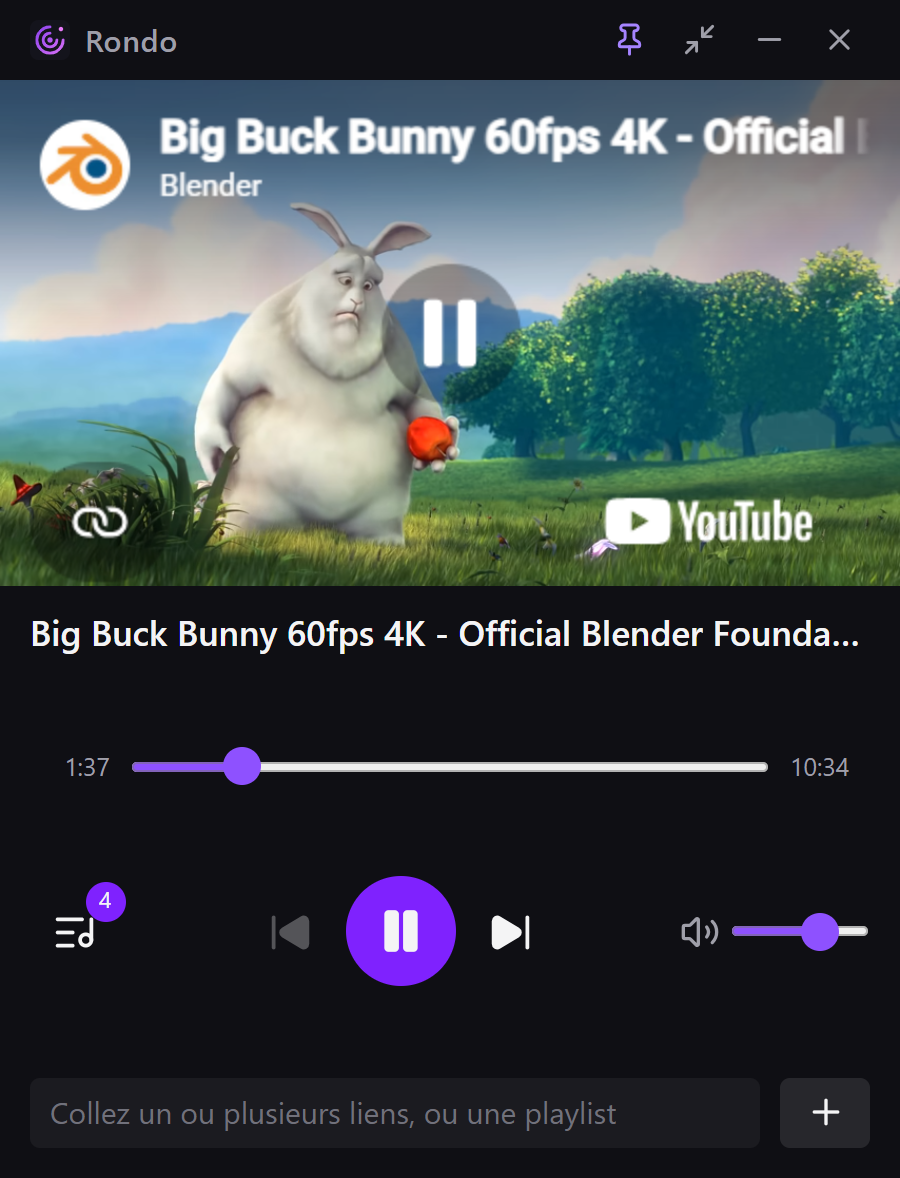 Rondo
Big Buck Bunny 60fps 4K - Official
Blender
YouTube
Big Buck Bunny 60fps 4K - Official Blender Founda...
1:37
10:34
4
Collez un ou plusieurs liens, ou une playlist